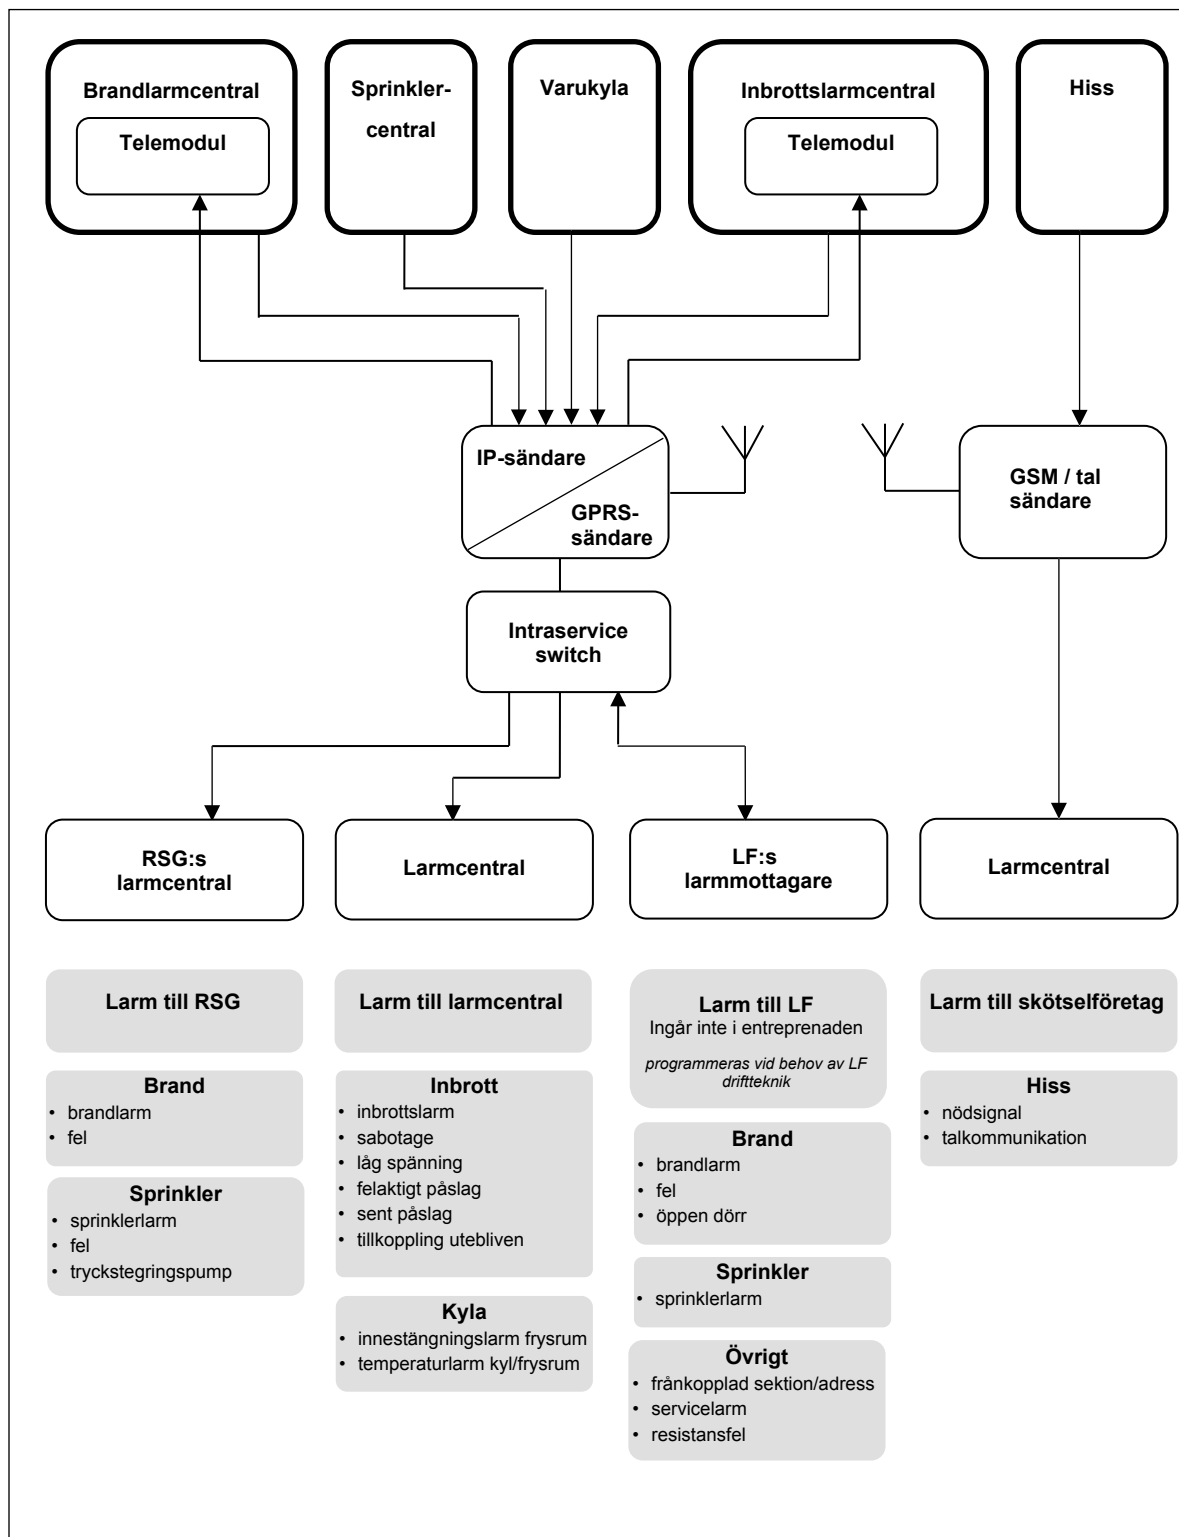 Brandlarmcentral
Telemodul
Sprinkler-
central
Varukyla
Inbrottslarmcentral
Telemodul
Hiss
IP-sändare
GPRS-
sändare
GSM / tal
sändare
Intraservice
switch
RSG:s
larmcentral
Larmcentral
LF:s
larmmottagare
Larmcentral
Larm till RSG
Brand
• brandlarm
• fel
Sprinkler
• sprinklerlarm
• fel
• tryckstegringspump
Larm till larmcentral
Inbrott
• inbrottslarm
• sabotage
• låg spänning
• felaktigt påslag
• sent påslag
• tillkoppling utebliven
Kyla
• innestängningslarm frysrum
• temperaturlarm kyl/frysrum
Larm till LF
Ingår inte i entreprenaden
programmeras vid behov av LF
driftteknik
Brand
• brandlarm
• fel
• öppen dörr
Sprinkler
• sprinklerlarm
Övrigt
• frånkopplad sektion/adress
• servicelarm
• resistansfel
Larm till skötselföretag
Hiss
• nödsignal
• talkommunikation